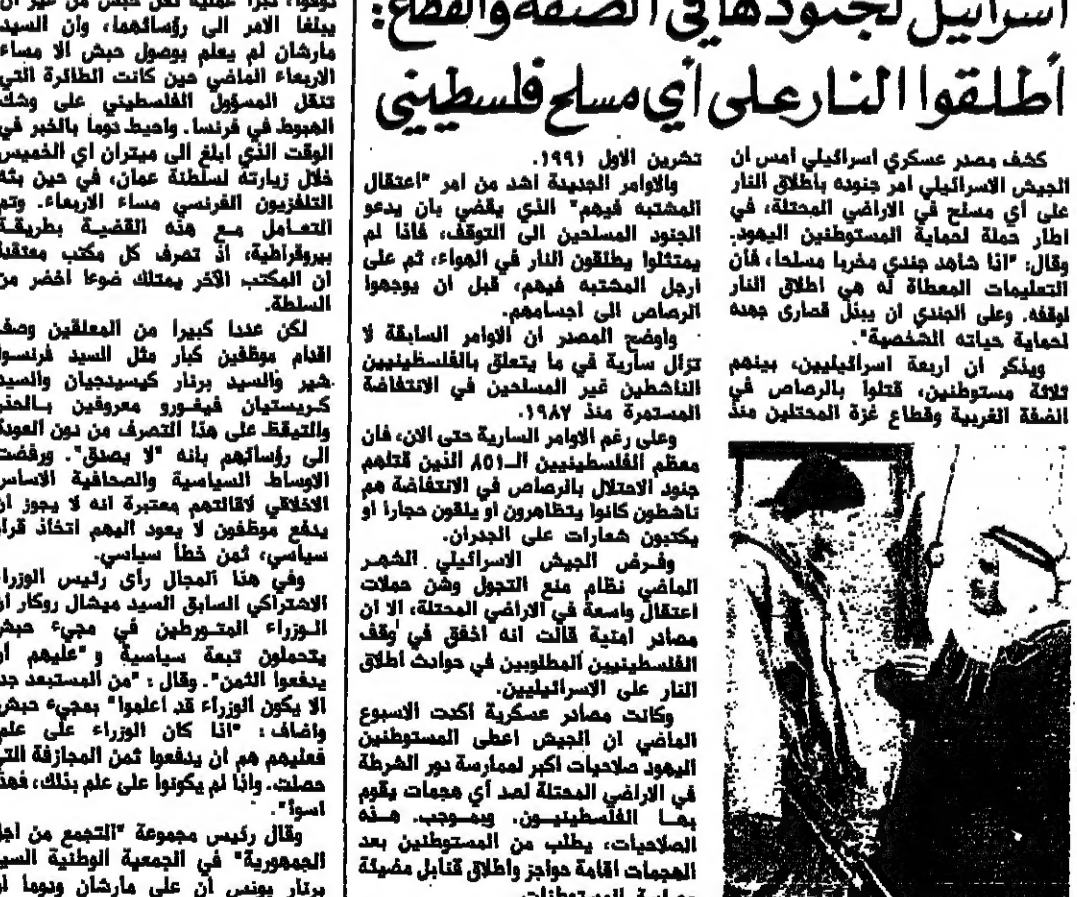 اسرائيل لجنودها في الضفة والقطاع:
أطلقوا النار على أي مسلح فلسطيني
كشف مصدر عسكري اسرائيلي امس ان
الجيش الاسرائيلي امر جنوده باطلاق النار
على أي مسلح في الاراضي المحتلة، في
اطار حملة لحماية المستوطنين اليهود.
وقال: "اذا شاهد جندي مخربا مسلحا، فان
التعليمات المعطاة له هي اطلاق النار
لوقفه. وعلى الجندي ان يبذل قصارى جهده
لحماية حياته الشخصية".
ويذكر ان اربعة اسرائيليين، بينهم
ثلاثة مستوطنين، قتلوا بالرصاص في
الضفة الغربية وقطاع غزة المحتلين منذ
تشرين الاول ١٩٩١.
والاوامر الجديدة اشد من امر "اعتقال
المشتبه فيهم" الذي يقضي بان يدعو
الجنود المسلحين الى التوقف، فاذا لم
يمتثلوا يطلقون النار في الهواء، ثم على
ارجل المشتبه فيهم، قبل ان يوجهوا
الرصاص الى اجسامهم.
واوضح المصدر ان الاوامر السابقة لا
تزال سارية في ما يتعلق بالفلسطينيين
الناشطين غير المسلحين في الانتفاضة
المستمرة منذ ١٩٨٧.
وعلى رغم الاوامر السارية حتى الان، فان
معظم الفلسطينيين الـ٨٥١ الذين قتلهم
جنود الاحتلال بالرصاص في الانتفاضة هم
ناشطون كانوا يتظاهرون او يلقون حجارا او
يكتبون شعارات على الجدران.
وفرض الجيش الاسرائيلي الشهر
الماضي نظام منع التجول وشن حملات
اعتقال واسعة في الاراضي المحتلة، الا ان
مصادر امنية قالت انه اخفق في وقف
الفلسطينيين المطلوبين في حوادث اطلاق
النار على الاسرائيليين.
وكانت مصادر عسكرية اكدت الاسبوع
الماضي ان الجيش اعطى المستوطنين
اليهود صلاحيات اكبر لممارسة دور الشرطة
في الاراضي المحتلة لصد أي هجمات يقوم
بها الفلسطينيون. وبموجب هذه
الصلاحيات، يطلب من المستوطنين بعد
الهجمات اقامة حواجز واطلاق قنابل مضيئة
المستوطنات
يبلغا الامر الى رؤسائهما، وان السيد
مارشان لم يعلم بوصول حبش الا مساء
الاربعاء الماضي حين كانت الطائرة التي
تنقل المسؤول الفلسطيني على وشك
الهبوط في فرنسا. واحيط دوما بالخبر في
الوقت الذي ابلغ الى ميتران اي الخميس
خلال زيارته لسلطنة عمان، في حين بثه
التلفزيون الفرنسي مساء الاربعاء. وتم
التعامل مع هذه القضية بطريقة
بيروقراطية، اذ تصرف كل مكتب معتقدا
ان المكتب الآخر يمتلك ضوءا اخضر من
السلطة.
لكن عددا كبيرا من المعلقين وصف
اقدام موظفين كبار مثل السيد فرنسوا
شير والسيد برنار كيسيدجيان والسيد
كريستيان فيغورو معروفين بالحذر
والتيقظ على هذا التصرف من دون العودة
الى رؤسائهم بانه "لا يصدق". ورفضت
الاوساط السياسية والصحافية الاساس
الاخلاقي لاقالتهم معتبرة انه لا يجوز ان
يدفع موظفون لا يعود اليهم اتخاذ قرار
سياسي، ثمن خطأ سياسي.
وفي هذا المجال رأى رئيس الوزراء
الاشتراكي السابق السيد ميشال روكار ان
الوزراء المتورطين في مجيء حبش
يتحملون تبعة سياسية و"عليهم ان
يدفعوا الثمن". وقال: "من المستبعد جدا
الا يكون الوزراء قد اعلموا" بمجيء حبش
واضاف: "اذا كان الوزراء على علم
فعليهم هم ان يدفعوا ثمن المجازفة التي
حصلت. واذا لم يكونوا على علم بذلك، فهذا
اسوأ".
وقال رئيس مجموعة "التجمع من اجل
الجمهورية" في الجمعية الوطنية السيد
برنار بونس ان على مارشان ودوما ان